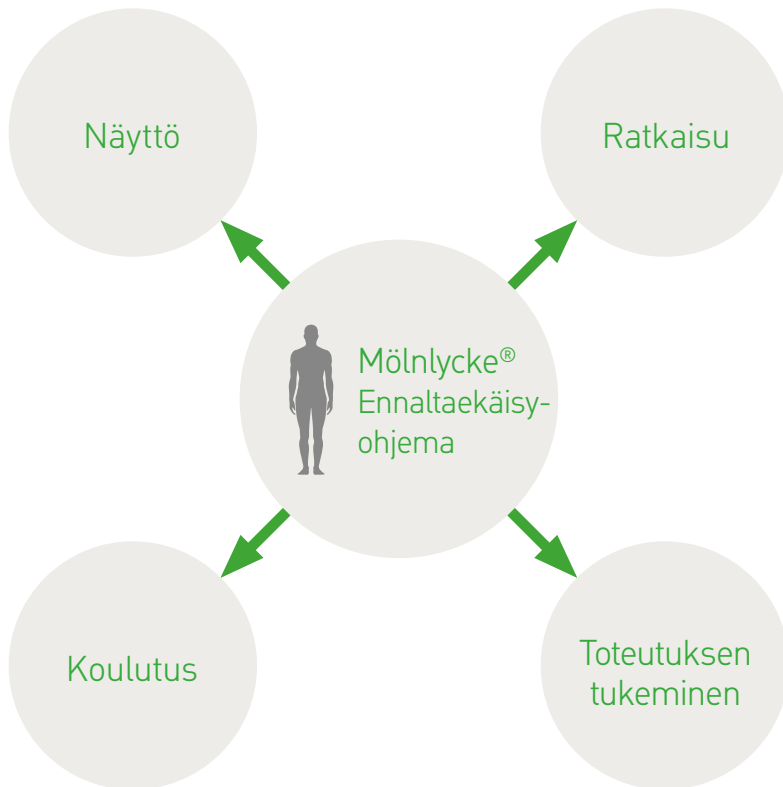 Näyttö
Ratkaisu
Mölnlycke®
Ennaltaekäisy-
ohjema
Koulutus
Toteutuksen
tukeminen